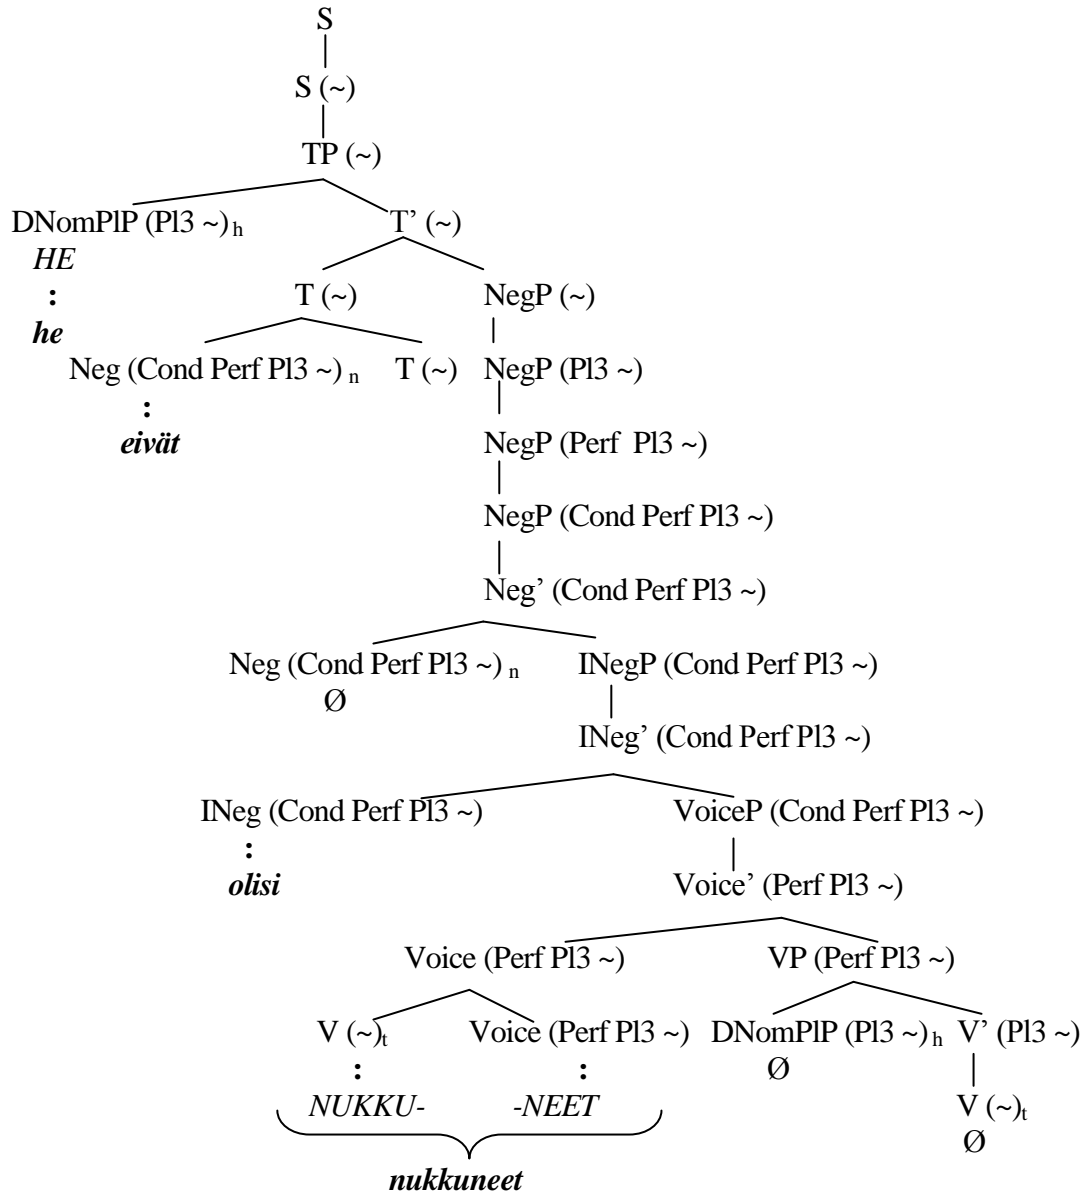 S
S (~)
TP (~)
DNomPlP (Pl3 ~) h T’ (~)
HE
:
he
T (~) NegP (~)
Neg (Cond Perf Pl3 ~) n T (~) NegP (Pl3 ~)
:
eivät
NegP (Perf Pl3 ~)
NegP (Cond Perf Pl3 ~)
Neg’ (Cond Perf Pl3 ~)
Neg (Cond Perf Pl3 ~) n INegP (Cond Perf Pl3 ~)
Ø
INeg’ (Cond Perf Pl3 ~)
INeg (Cond Perf Pl3 ~) VoiceP (Cond Perf Pl3 ~)
:
olisi
Voice’ (Perf Pl3 ~)
Voice (Perf Pl3 ~) VP (Perf Pl3 ~)
V (~)t Voice (Perf Pl3 ~) DNomPlP (Pl3 ~) h V’ (Pl3 ~)
: : Ø
NUKKU- -NEET V (~)t
Ø
nukkuneet